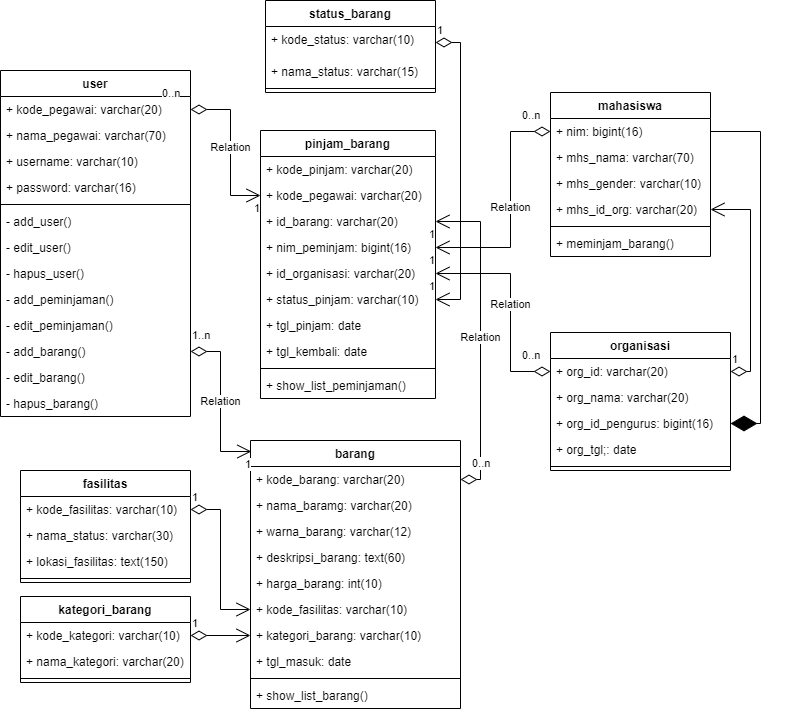 status_barang
+ kode_status: varchar(10)
+ nama_status: varchar(15)
1
user
+ kode_pegawai: varchar(20)
+ nama_pegawai: varchar(70)
+ username: varchar(10)
+ password: varchar(16)
- add_user()
- edit_user()
- hapus_user()
- add_peminjaman()
- edit_peminjaman()
- add_barang()
- edit_barang()
- hapus_barang()
0..n
Relation
1
1..n
Relation
1
pinjam_barang
+ kode_pinjam: varchar(20)
+ kode_pegawai: varchar(20)
+ id_barang: varchar(20)
+ nim_peminjam: bigint(16)
+ id_organisasi: varchar(20)
+ status_pinjam: varchar(10)
+ tgl_pinjam: date
+ tgl_kembali: date
+ show_list_peminjaman()
1
1
1
mahasiswa
+ nim: bigint(16)
+ mhs_nama: varchar(70)
+ mhs_gender: varchar(10)
+ mhs_id_org: varchar(20)
+ meminjam_barang()
0..n
Relation
organisasi
+ org_id: varchar(20)
+ org_nama: varchar(20)
+ org_id_pengurus: bigint(16)
+ org_tgl;: date
Relation
0..n
1
Relation
0..n
barang
+ kode_barang: varchar(20)
+ nama_baramg: varchar(20)
+ warna_barang: varchar(12)
+ deskripsi_barang: text(60)
+ harga_barang: int(10)
+ kode_fasilitas: varchar(10)
+ kategori_barang: varchar(10)
+ tgl_masuk: date
+ show_list_barang()
fasilitas
+ kode_fasilitas: varchar(10)
+ nama_status: varchar(30)
+ lokasi_fasilitas: text(150)
1
kategori_barang
+ kode_kategori: varchar(10)
+ nama_kategori: varchar(20)
1